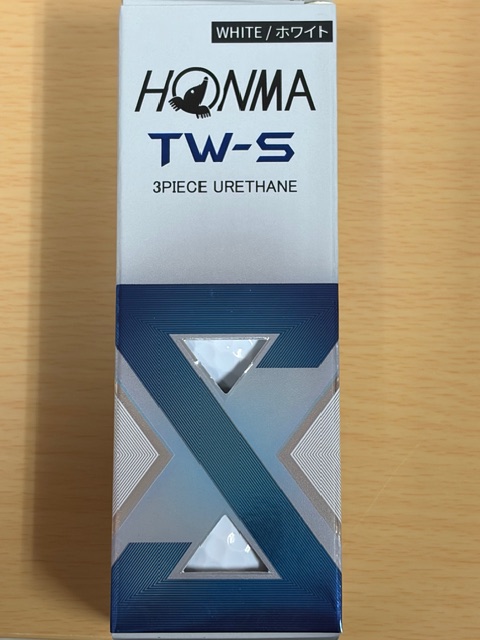 WHITE / ホワイト
HONMA
TW-S
3PIECE URETHANE